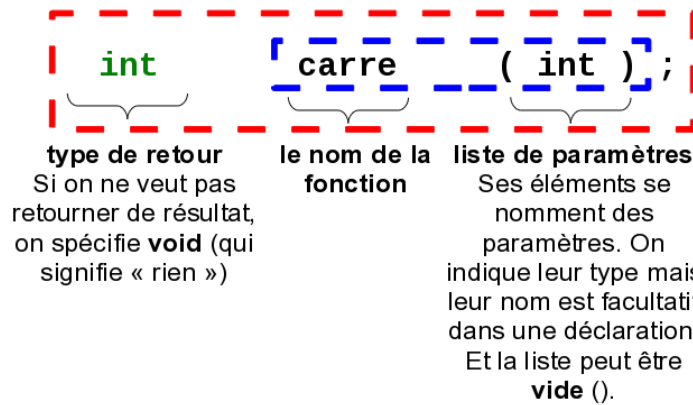 int carre ( int ) ;
type de retour
Si on ne veut pas
retourner de résultat,
on spécifie void (qui
signifie « rien »)
le nom de la
fonction
liste de paramètres
Ses éléments se
nomment des
paramètres. On
indique leur type mais
leur nom est facultatif
dans une déclaration
Et la liste peut être
vide ().